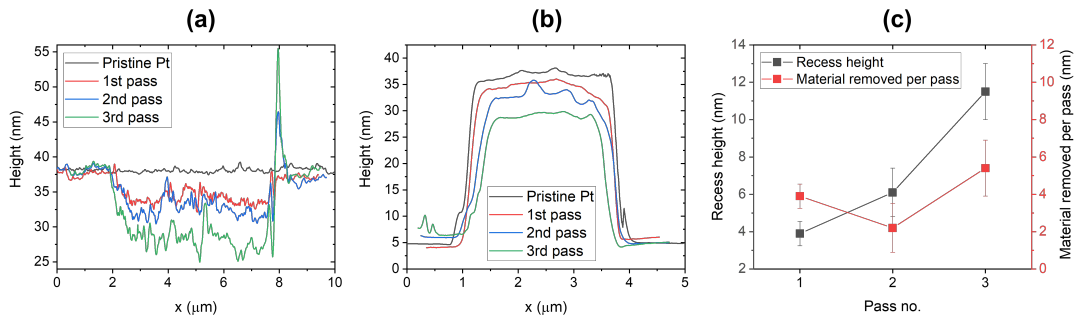 (a)
Pristine Pt
1st pass
2nd pass
3rd pass
Height (nm)
55
50
45
40
35
30
25
0
2
4
6
8
10
x (μm)
(b)
Pristine Pt
1st pass
2nd pass
3rd pass
Height (nm)
45
40
35
30
25
20
15
10
5
0
0
1
2
3
4
5
x (μm)
(c)
Recess height
Material removed per pass
Recess height (nm)
14
12
10
8
6
4
2
1
2
3
Pass no.
12
10
8
6
4
2
0
Material removed per pass (nm)